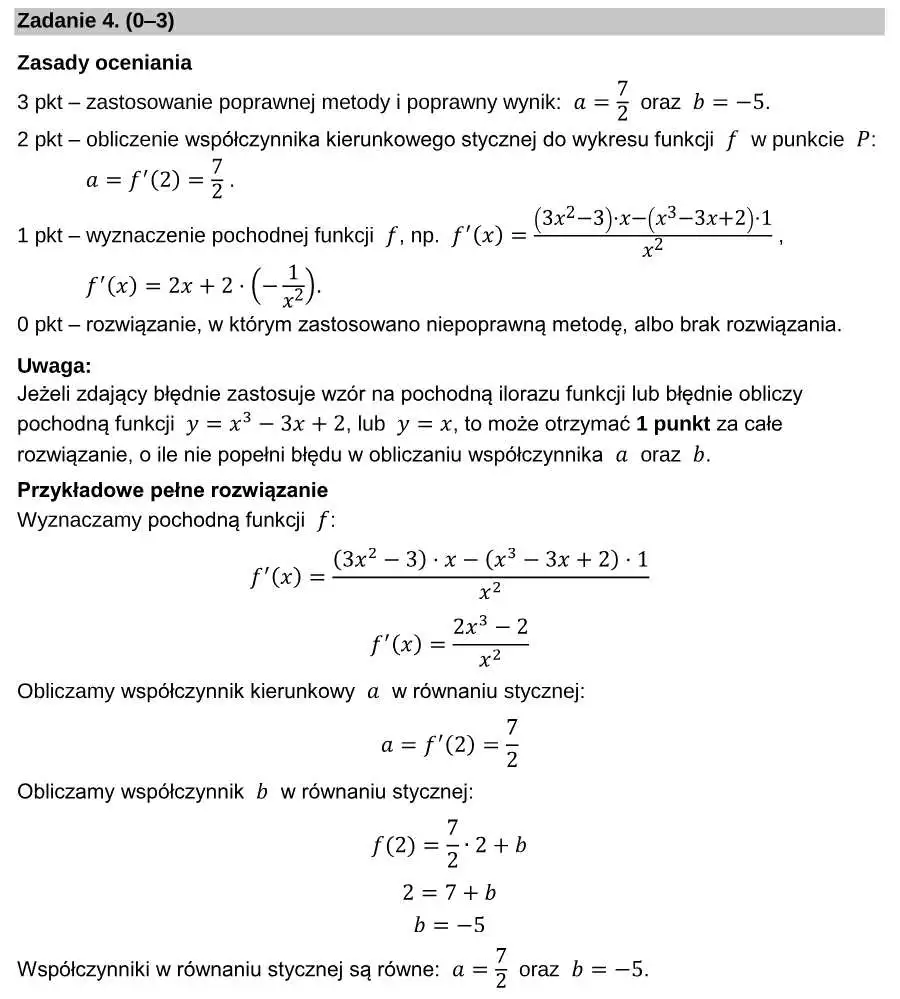 Zadanie 4. (0–3)
Zasady oceniania
3 pkt – zastosowanie poprawnej metody i poprawny wynik: a = 7/2 oraz b = −5.
2 pkt – obliczenie współczynnika kierunkowego stycznej do wykresu funkcji f w punkcie P:
a = f′(2) = 7/2 .
1 pkt – wyznaczenie pochodnej funkcji f, np. f′(x) = ((3x²−3)·x−(x³−3x+2)·1)/x² ,
f′(x) = 2x + 2 · (−1/x²).
0 pkt – rozwiązanie, w którym zastosowano niepoprawną metodę, albo brak rozwiązania.
Uwaga:
Jeżeli zdający błędnie zastosuje wzór na pochodną ilorazu funkcji lub błędnie obliczy
pochodną funkcji y = x³ − 3x + 2, lub y = x, to może otrzymać 1 punkt za całe
rozwiązanie, o ile nie popełni błędu w obliczaniu współczynnika a oraz b.
Przykładowe pełne rozwiązanie
Wyznaczamy pochodną funkcji f:
f′(x) = ((3x² − 3) · x − (x³ − 3x + 2) · 1)/x²
f′(x) = (2x³ − 2)/x²
Obliczamy współczynnik kierunkowy a w równaniu stycznej:
a = f′(2) = 7/2
Obliczamy współczynnik b w równaniu stycznej:
f(2) = 7/2 · 2 + b
2 = 7 + b
b = −5
Współczynniki w równaniu stycznej są równe: a = 7/2 oraz b = −5.